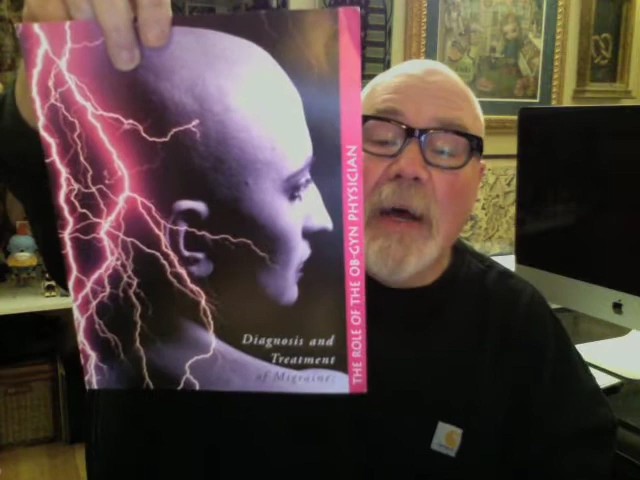 Diagnosis and
Treatment
of Migraine.
THE ROLE OF THE OB-GYN PHYSICIAN